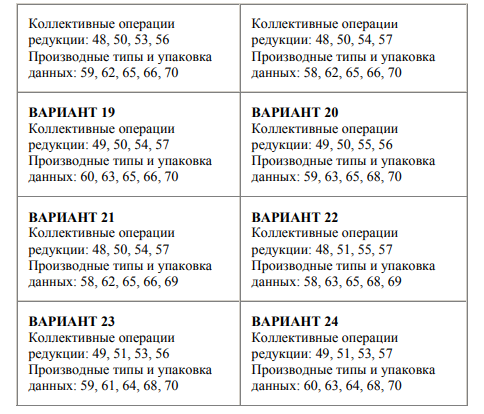 Коллективные операции
редукции: 48, 50, 53, 56
Производные типы и упаковка
данных: 59, 62, 65, 66, 70
Коллективные операции
редукции: 48, 50, 54, 57
Производные типы и упаковка
данных: 58, 62, 65, 66, 70
ВАРИАНТ 19
Коллективные операции
редукции: 49, 50, 54, 57
Производные типы и упаковка
данных: 60, 63, 65, 66, 70
ВАРИАНТ 20
Коллективные операции
редукции: 49, 50, 55, 56
Производные типы и упаковка
данных: 59, 63, 65, 68, 70
ВАРИАНТ 21
Коллективные операции
редукции: 48, 50, 54, 57
Производные типы и упаковка
данных: 58, 62, 65, 66, 69
ВАРИАНТ 22
Коллективные операции
редукции: 48, 51, 55, 57
Производные типы и упаковка
данных: 58, 63, 65, 68, 69
ВАРИАНТ 23
Коллективные операции
редукции: 49, 51, 53, 56
Производные типы и упаковка
данных: 59, 61, 64, 68, 70
ВАРИАНТ 24
Коллективные операции
редукции: 49, 51, 53, 57
Производные типы и упаковка
данных: 60, 63, 64, 68, 70